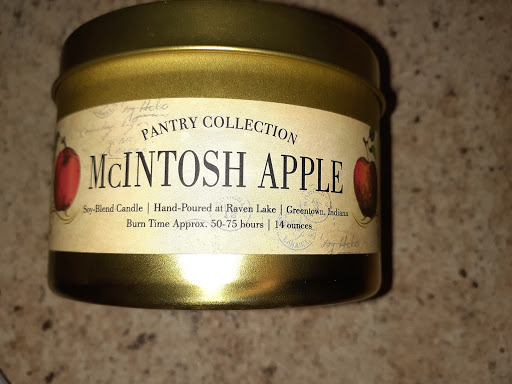 PANTRY COLLECTION
McINTOSH APPLE
Soy-Blend Candle | Hand-Poured at Raven Lake | Greentown, Indiana
Burn Time Approx. 50-75 hours | 14 ounces